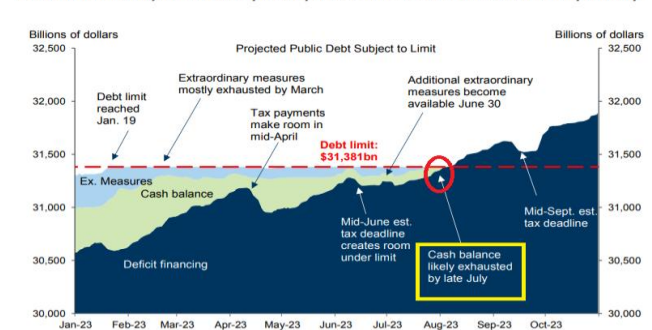 Billions of dollars
Billions of dollars
Projected Public Debt Subject to Limit
32,500
32,000
31,500
31,000
30,500
30,000
32,500
32,000
31,500
31,000
30,500
30,000
Debt limit
reached
Jan. 19
Extraordinary measures
mostly exhausted by March
Tax payments
make room in
mid-April
Debt limit:
$31,381bn
Additional extraordinary
measures become
available June 30
Ex. Measures
Cash balance
Deficit financing
Mid-June est.
tax deadline
creates room
under limit
Cash balance
likely exhausted
by late July
Mid-Sept. est.
tax deadline
Jan-23 Feb-23 Mar-23 Apr-23 May-23 Jun-23 Jul-23 Aug-23 Sep-23 Oct-23